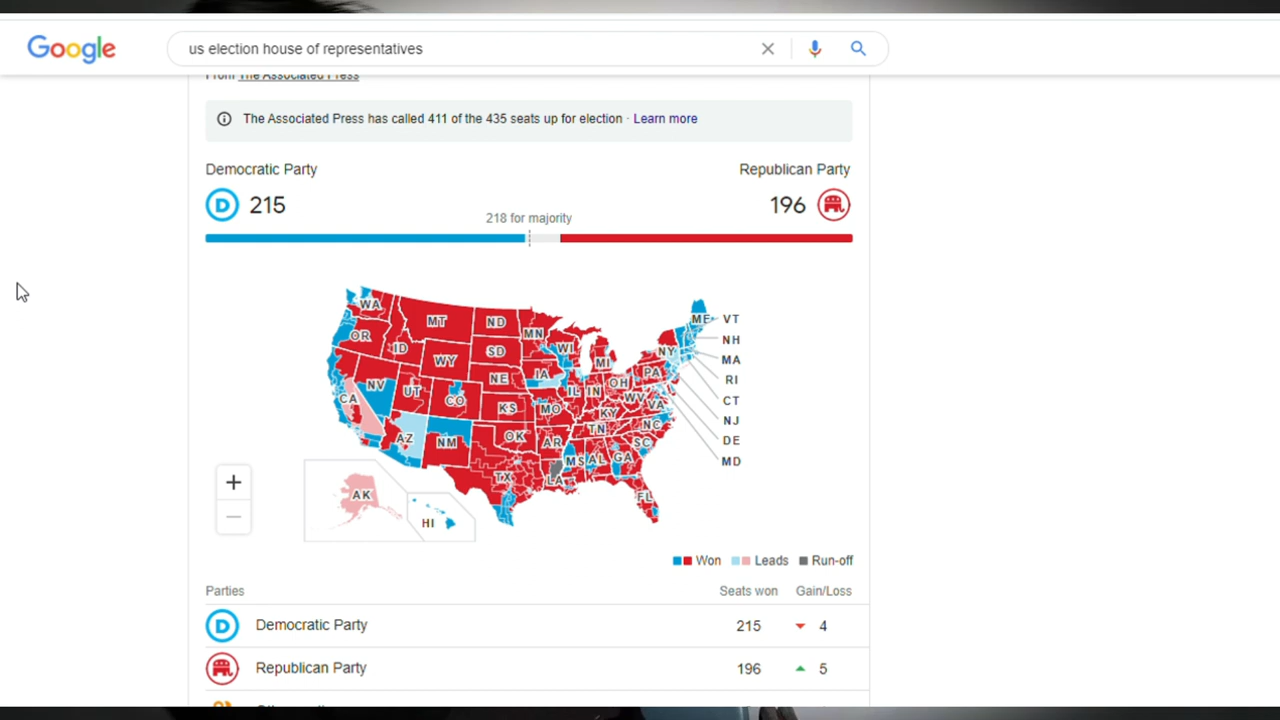 Google
us election house of representatives
From The Associated Press
The Associated Press has called 411 of the 435 seats up for election · Learn more
Democratic Party
Republican Party
D 215
196
218 for majority
WA
MT
ND
MN
ME
VT
OR
ID
SD
WI
NY
NH
WY
MI
MA
NV
UT
NE
IA
IL
IN
OH
PA
RI
CA
CO
KS
MO
KY
WV
VA
CT
AZ
NM
OK
AR
TN
NC
NJ
SC
DE
TX
LA
MS
AL
GA
MD
FL
AK
HI
+
−
Won
Leads
Run-off
Parties
Seats won
Gain/Loss
D Democratic Party
215
4
Republican Party
196
5